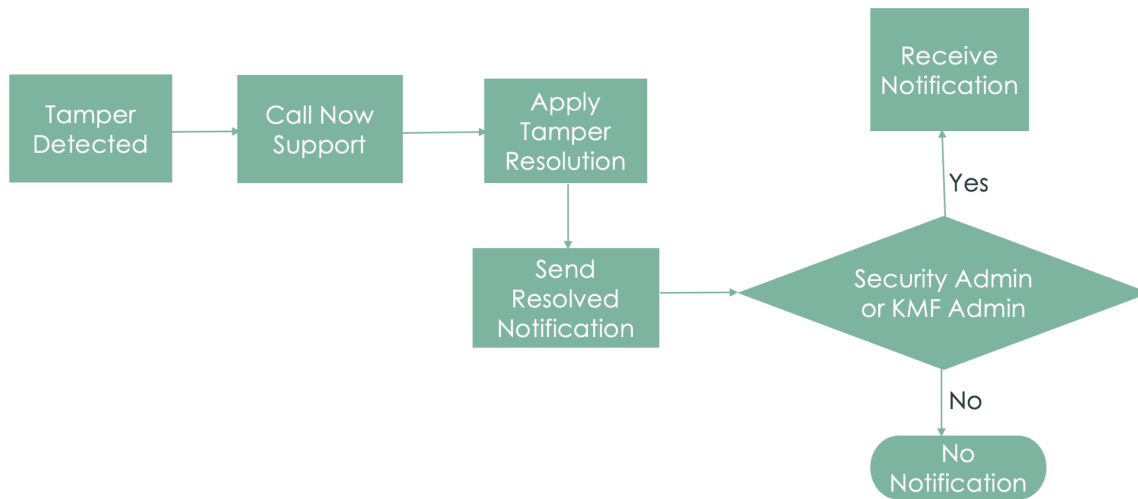 Tamper
Detected
Call Now
Support
Apply
Tamper
Resolution
Send
Resolved
Notification
Security Admin
or KMF Admin
Yes
Receive
Notification
No
No
Notification